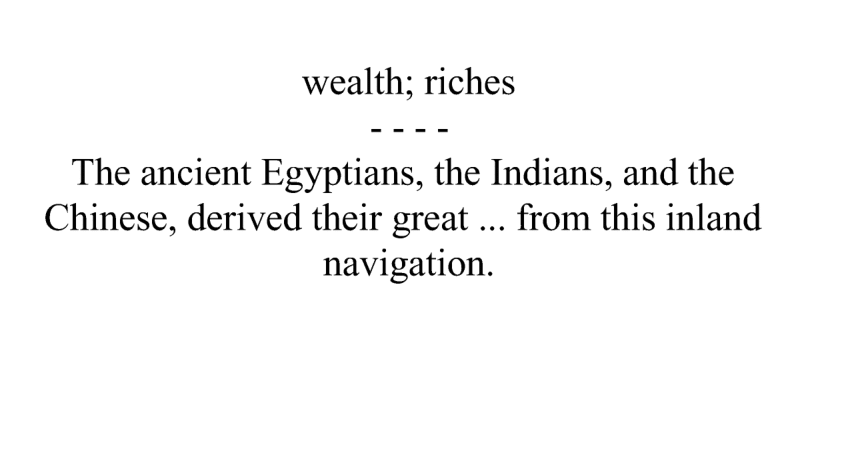 wealth; riches
- - - -
The ancient Egyptians, the Indians, and the
Chinese, derived their great ... from this inland
navigation.